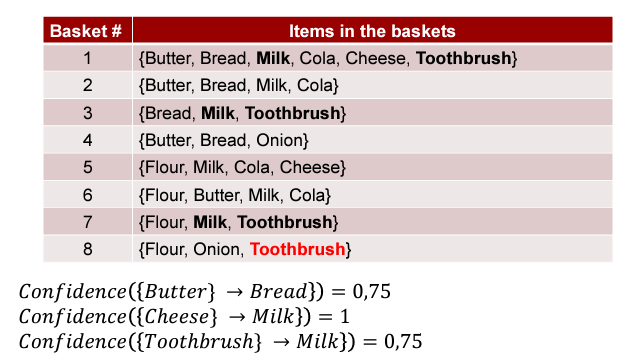 Basket # Items in the baskets
1 {Butter, Bread, Milk, Cola, Cheese, Toothbrush}
2 {Butter, Bread, Milk, Cola}
3 {Bread, Milk, Toothbrush}
4 {Butter, Bread, Onion}
5 {Flour, Milk, Cola, Cheese}
6 {Flour, Butter, Milk, Cola}
7 {Flour, Milk, Toothbrush}
8 {Flour, Onion, Toothbrush}
Confidence({Butter} → Bread}) = 0,75
Confidence({Cheese} → Milk}) = 1
Confidence({Toothbrush} → Milk}) = 0,75